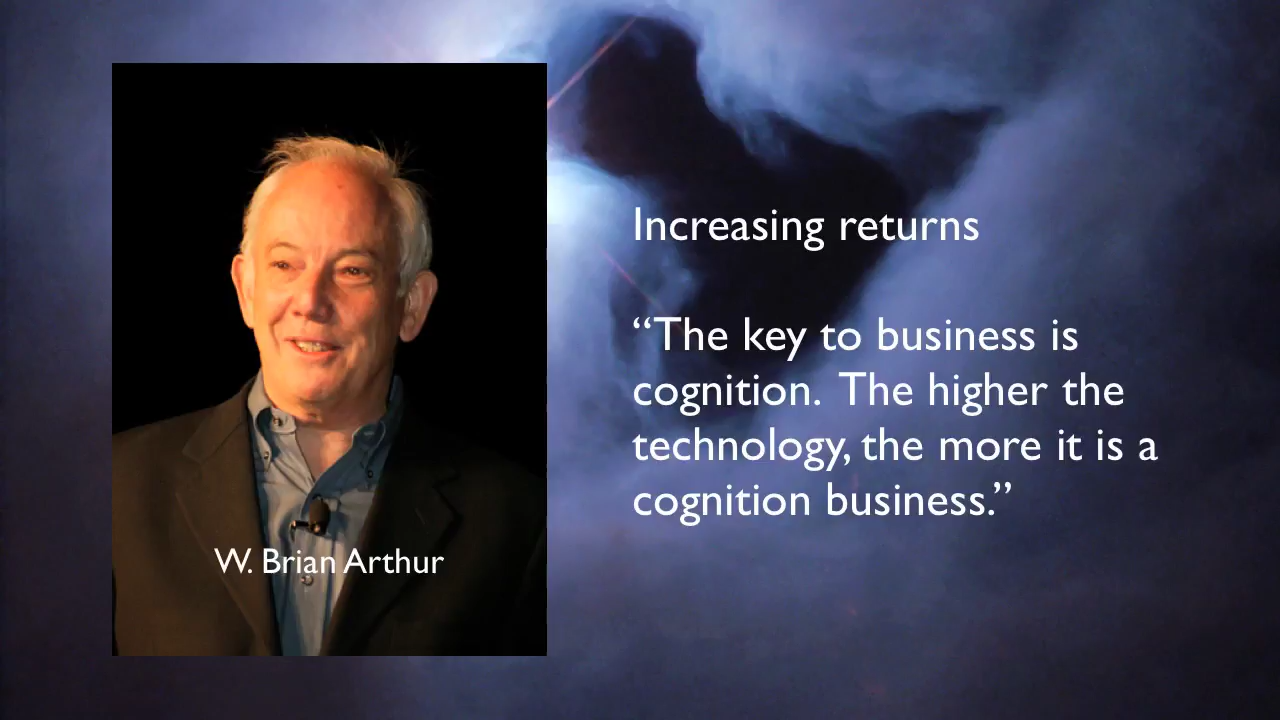 W. Brian Arthur
Increasing returns
“The key to business is
cognition.  The higher the
technology, the more it is a
cognition business.”